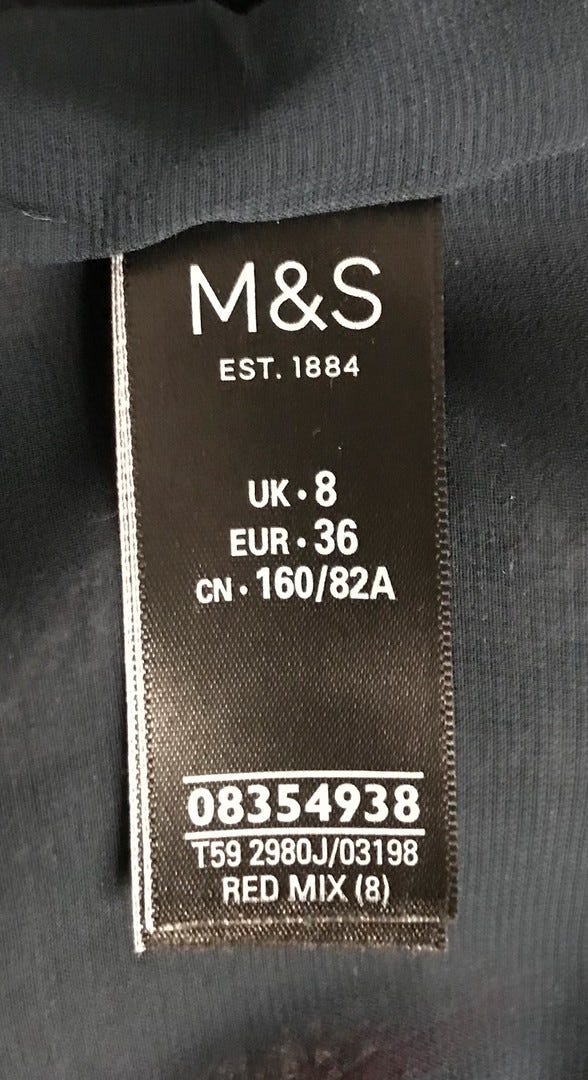 M&S
EST. 1884
UK • 8
EUR • 36
CN • 160/82A
08354938
T59 2980J/03198
RED MIX (8)